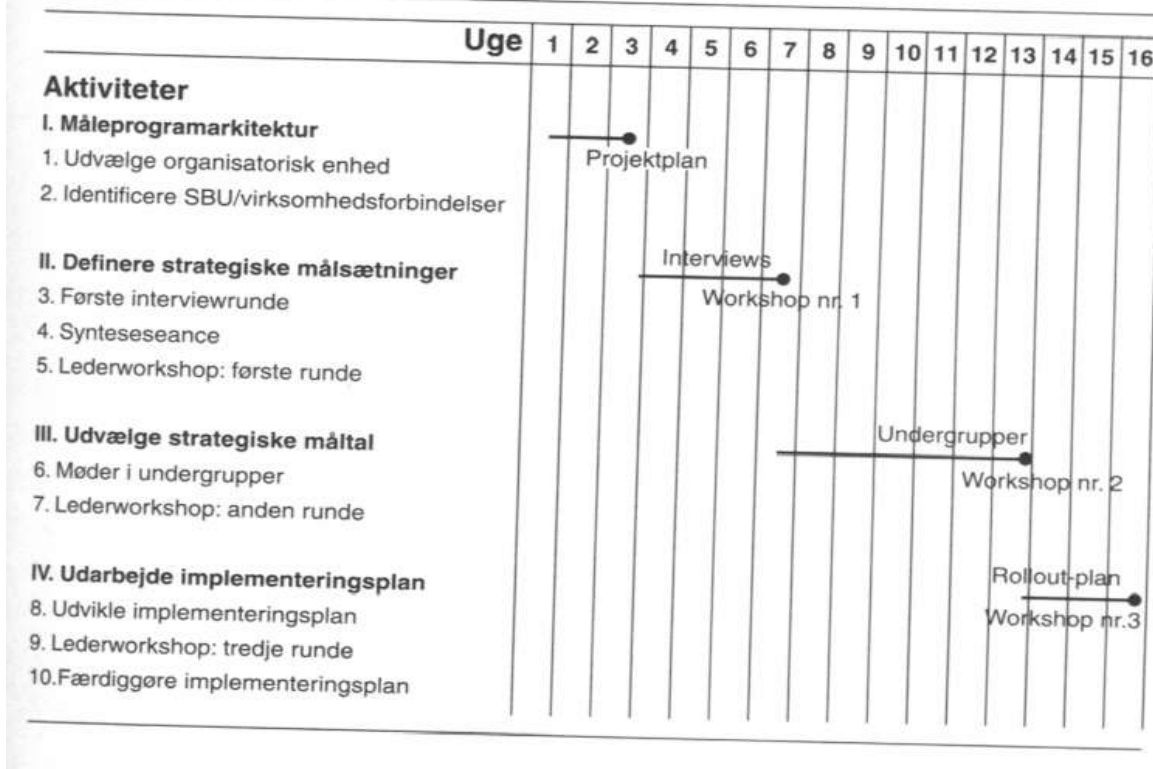 Uge 1 2 3 4 5 6 7 8 9 10 11 12 13 14 15 16
Aktiviteter
I. Måleprogramarkitektur
Projektplan
1. Udvælge organisatorisk enhed
2. Identificere SBU/virksomhedsforbindelser
Interviews
II. Definere strategiske målsætninger
Workshop nr. 1
3. Første interviewrunde
4. Synteseseance
5. Lederworkshop: første runde
Undergrupper
III. Udvælge strategiske måltal
Workshop nr. 2
6. Møder i undergrupper
7. Lederworkshop: anden runde
Rollout-plan
IV. Udarbejde implementeringsplan
Workshop nr.3
8. Udvikle implementeringsplan
9. Lederworkshop: tredje runde
10.Færdiggøre implementeringsplan